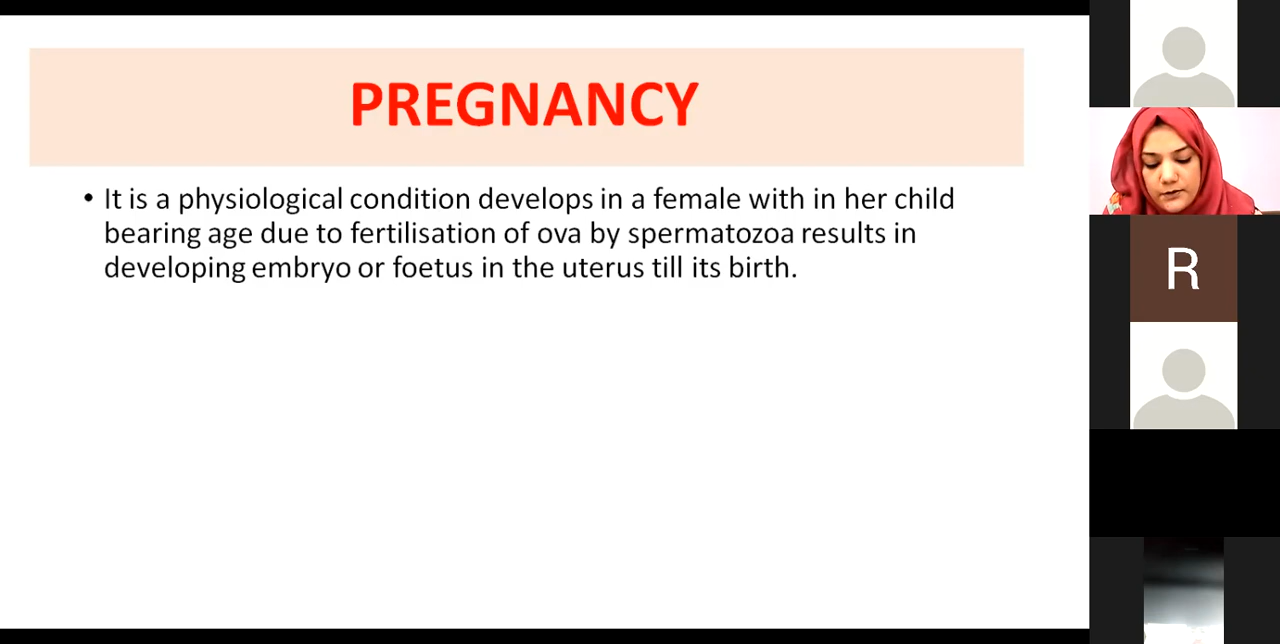 PREGNANCY
• It is a physiological condition develops in a female with in her child
bearing age due to fertilisation of ova by spermatozoa results in
developing embryo or foetus in the uterus till its birth.
R